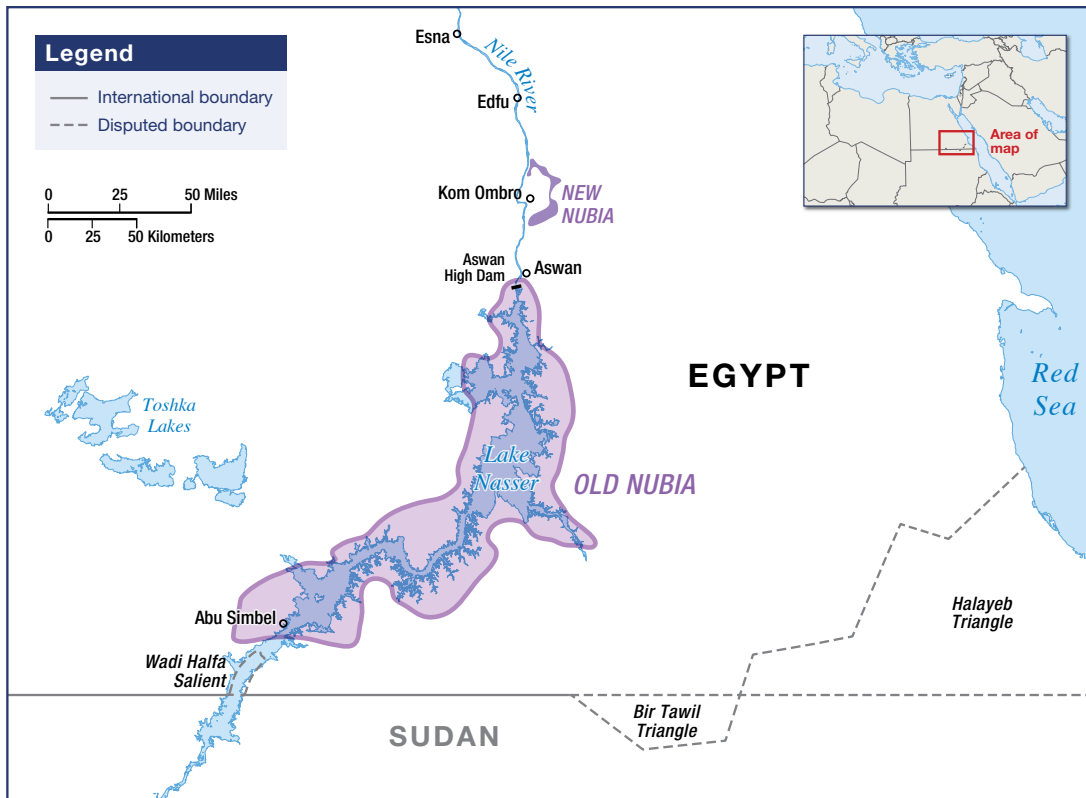 Legend
International boundary
Disputed boundary
0 25 50 Miles
0 25 50 Kilometers
Esna
Nile River
Edfu
Kom Ombro
NEW
NUBIA
Aswan
High Dam
Aswan
Area of
map
EGYPT
Red
Sea
Toshka
Lakes
Lake
Nasser
OLD NUBIA
Abu Simbel
Halayeb
Triangle
Wadi Halfa
Salient
Bir Tawil
Triangle
SUDAN